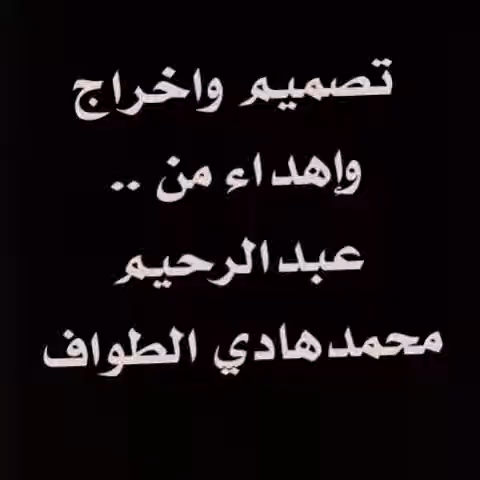 تصميم واخراج
وإهداء من ..
عبدالرحيم
محمدهادي الطواف